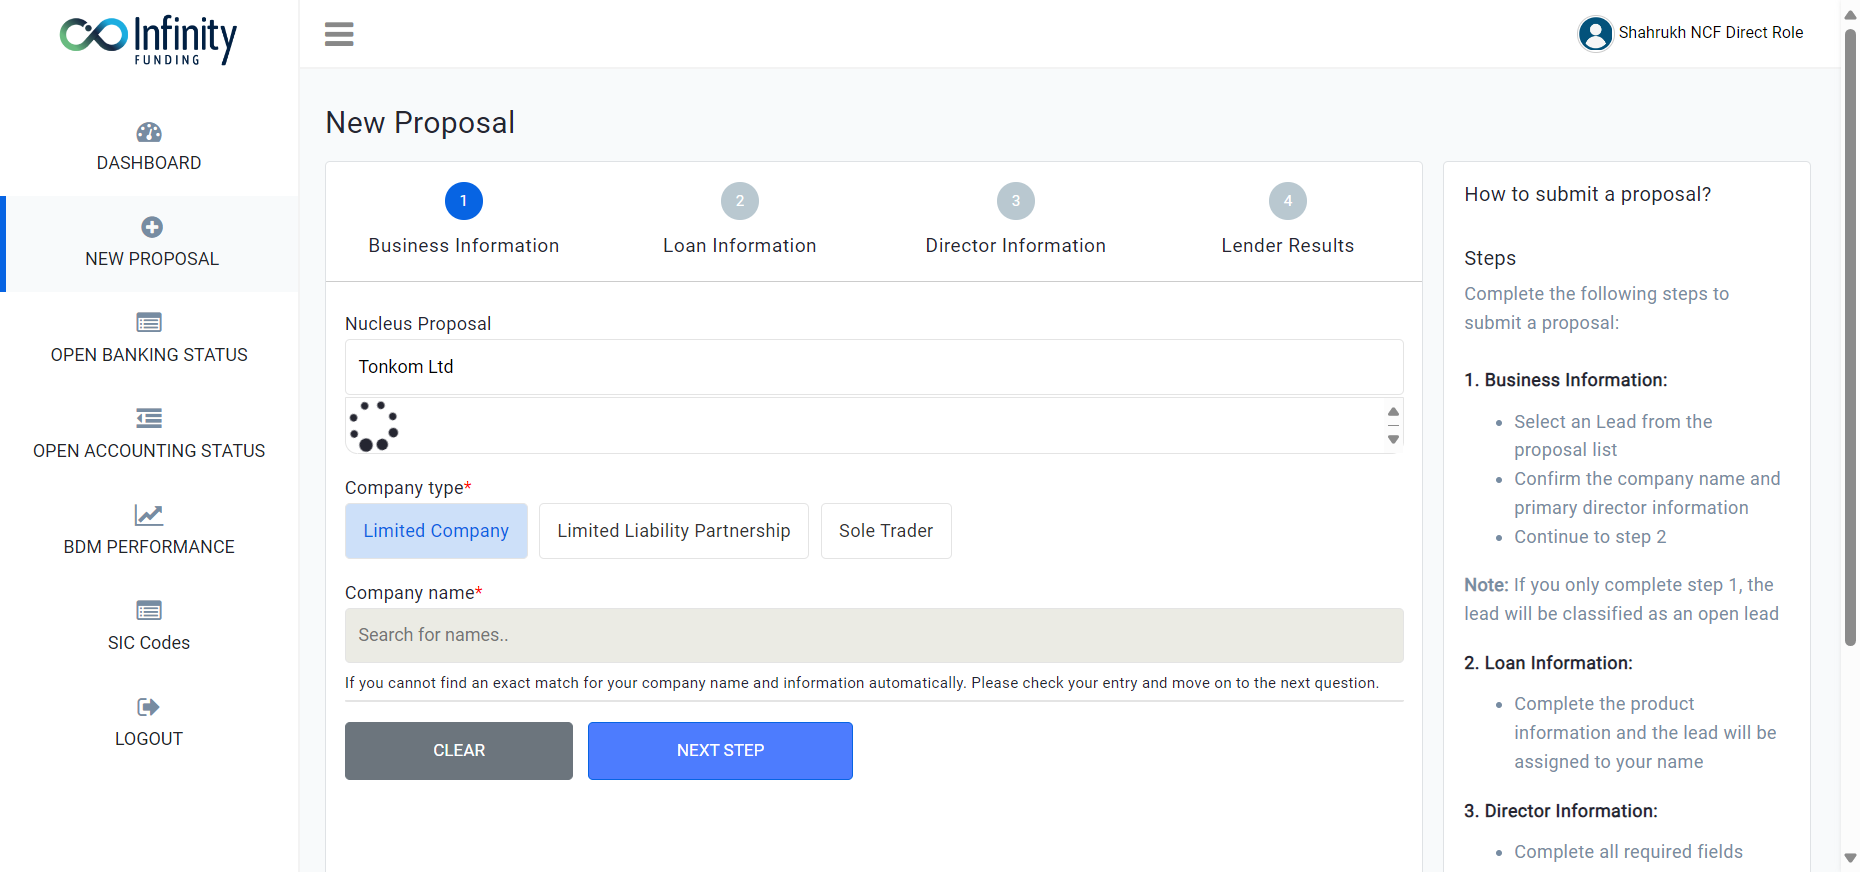 Infinity
FUNDING
Shahrukh NCF Direct Role
DASHBOARD
NEW PROPOSAL
OPEN BANKING STATUS
OPEN ACCOUNTING STATUS
BDM PERFORMANCE
SIC Codes
LOGOUT
New Proposal
1
2
3
4
Business Information
Loan Information
Director Information
Lender Results
Nucleus Proposal
Tonkom Ltd
Company type*
Limited Company
Limited Liability Partnership
Sole Trader
Company name*
Search for names..
If you cannot find an exact match for your company name and information automatically. Please check your entry and move on to the next question.
CLEAR
NEXT STEP
How to submit a proposal?
Steps
Complete the following steps to
submit a proposal:
1. Business Information:
• Select an Lead from the
proposal list
• Confirm the company name and
primary director information
• Continue to step 2
Note: If you only complete step 1, the
lead will be classified as an open lead
2. Loan Information:
• Complete the product
information and the lead will be
assigned to your name
3. Director Information:
• Complete all required fields